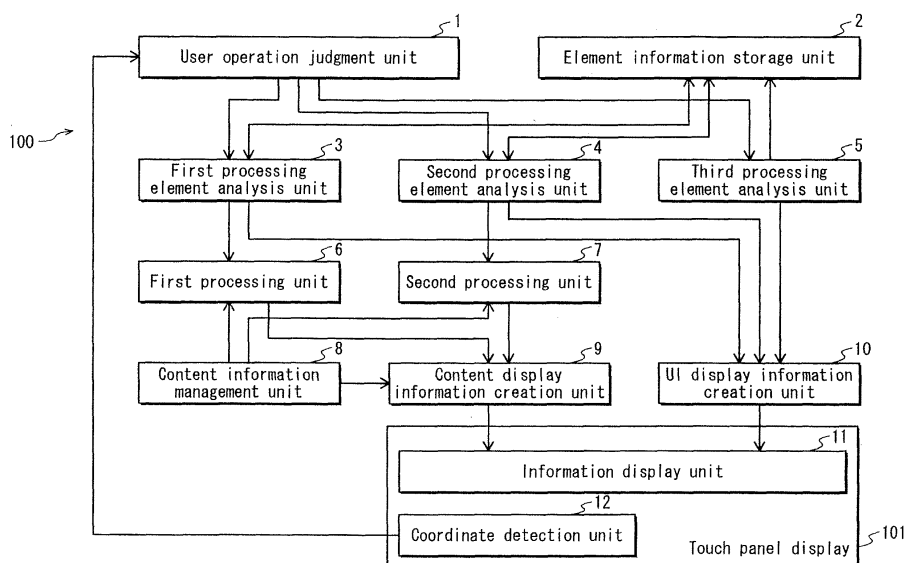 1
2
User operation judgment unit
Element information storage unit
100
3
4
5
First processing
element analysis unit
Second processing
element analysis unit
Third processing
element analysis unit
6
7
First processing unit
Second processing unit
8
9
10
Content information
management unit
Content display
information creation unit
UI display information
creation unit
11
Information display unit
12
Coordinate detection unit
Touch panel display
101